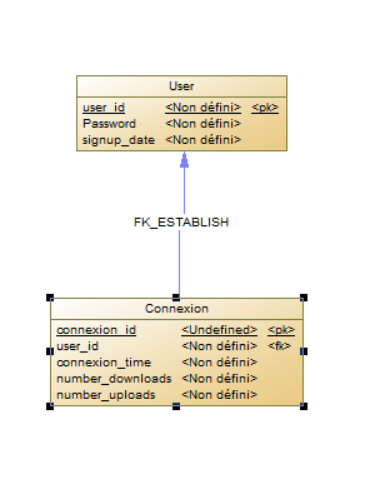 User
user_id <Non défini> <pk>
Password <Non défini>
signup_date <Non défini>
FK_ESTABLISH
Connexion
connexion_id <Undefined> <pk>
user_id <Non défini> <fk>
connexion_time <Non défini>
number_downloads <Non défini>
number_uploads <Non défini>